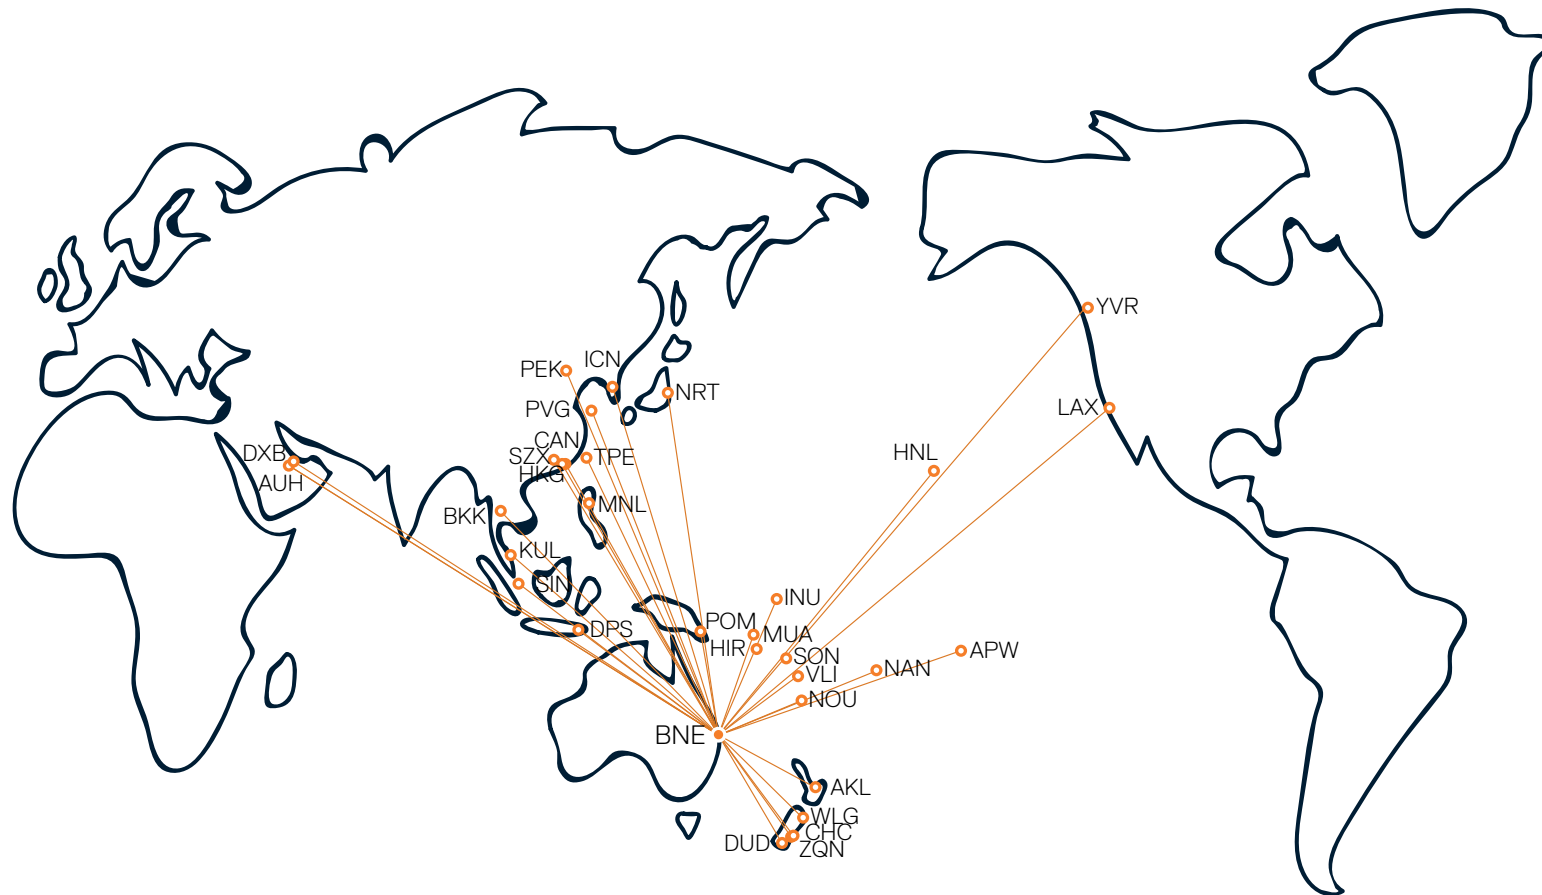 YVR
ICN
PEK
NRT
PVG
LAX
CAN
HNL
DXB
SZX
TPE
HKG
AUH
MNL
BKK
KUL
SIN
INU
POM
DPS
MUA
HIR
APW
SON
NAN
VLI
NOU
BNE
AKL
WLG
CHC
DUD
ZQN